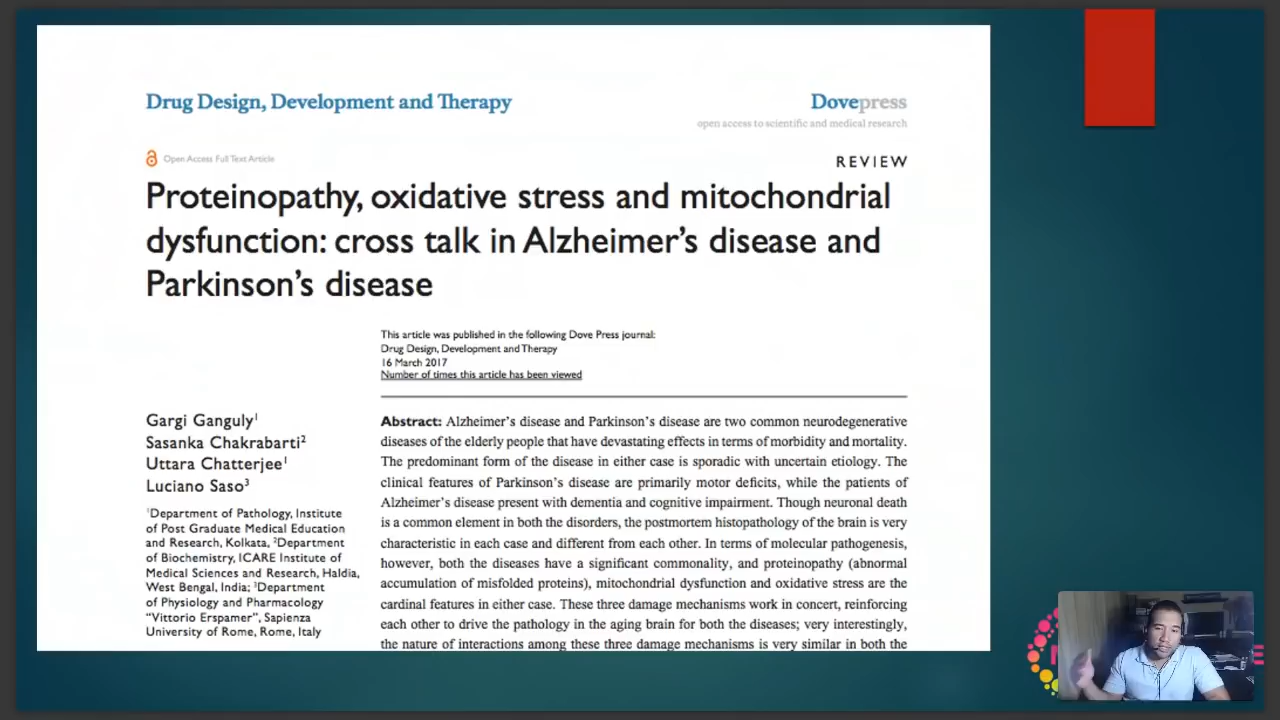 Drug Design, Development and Therapy
Dovepress
open access to scientific and medical research
Open Access Full Text Article
REVIEW
Proteinopathy, oxidative stress and mitochondrial
dysfunction: cross talk in Alzheimer’s disease and
Parkinson’s disease
This article was published in the following Dove Press journal:
Drug Design, Development and Therapy
16 March 2017
Number of times this article has been viewed
Gargi Ganguly¹
Sasanka Chakrabarti²
Uttara Chatterjee¹
Luciano Saso³
¹Department of Pathology, Institute
of Post Graduate Medical Education
and Research, Kolkata, ²Department
of Biochemistry, ICARE Institute of
Medical Sciences and Research, Haldia,
West Bengal, India; ³Department
of Physiology and Pharmacology
“Vittorio Erspamer”, Sapienza
University of Rome, Rome, Italy
Abstract: Alzheimer’s disease and Parkinson’s disease are two common neurodegenerative
diseases of the elderly people that have devastating effects in terms of morbidity and mortality.
The predominant form of the disease in either case is sporadic with uncertain etiology. The
clinical features of Parkinson’s disease are primarily motor deficits, while the patients of
Alzheimer’s disease present with dementia and cognitive impairment. Though neuronal death
is a common element in both the disorders, the postmortem histopathology of the brain is very
characteristic in each case and different from each other. In terms of molecular pathogenesis,
however, both the diseases have a significant commonality, and proteinopathy (abnormal
accumulation of misfolded proteins), mitochondrial dysfunction and oxidative stress are the
cardinal features in either case. These three damage mechanisms work in concert, reinforcing
each other to drive the pathology in the aging brain for both the diseases; very interestingly,
the nature of interactions among these three damage mechanisms is very similar in both the